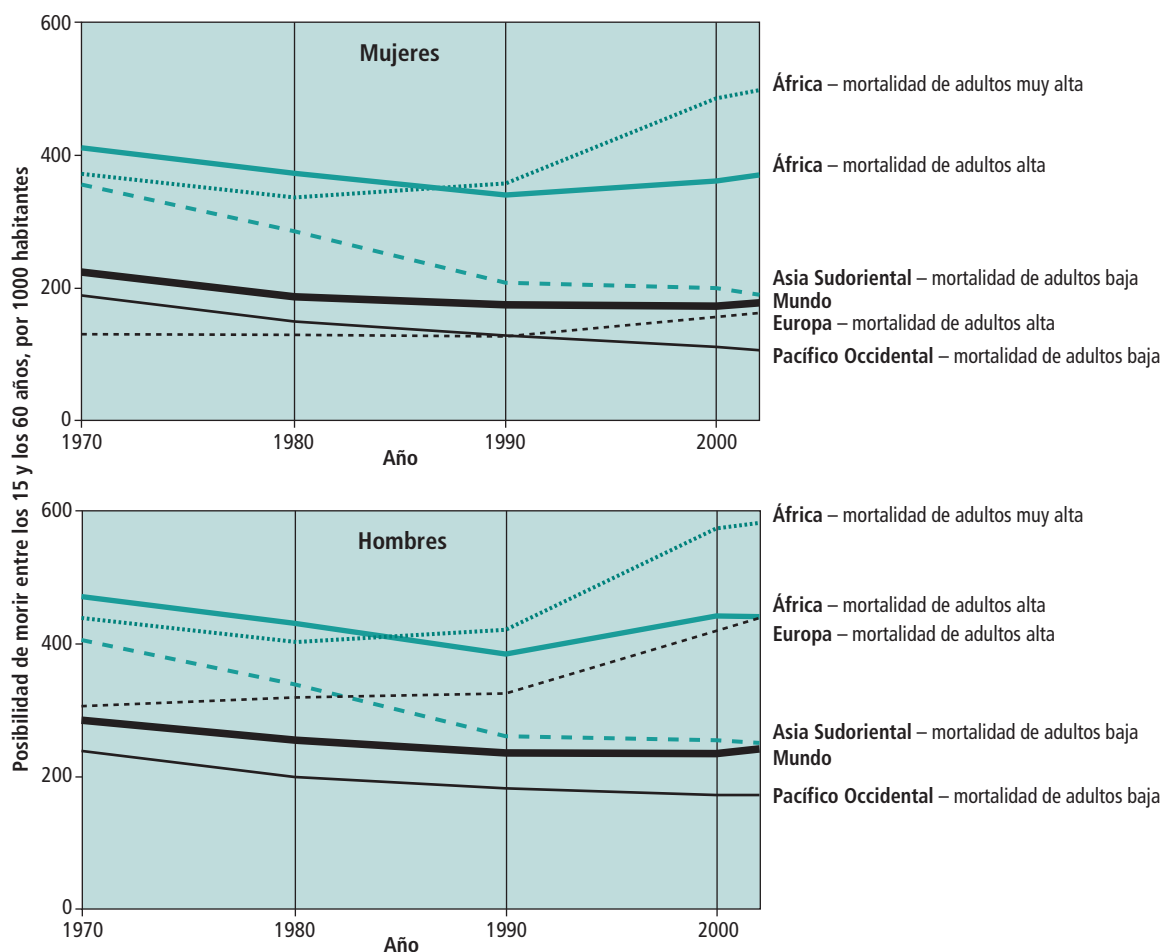 Posibilidad de morir entre los 15 y los 60 años, por 1000 habitantes
Mujeres
600
400
200
0
1970
1980
1990
2000
Año
África – mortalidad de adultos muy alta
África – mortalidad de adultos alta
Asia Sudoriental – mortalidad de adultos baja
Mundo
Europa – mortalidad de adultos alta
Pacífico Occidental – mortalidad de adultos baja
Hombres
600
400
200
0
1970
1980
1990
2000
Año
África – mortalidad de adultos muy alta
África – mortalidad de adultos alta
Europa – mortalidad de adultos alta
Asia Sudoriental – mortalidad de adultos baja
Mundo
Pacífico Occidental – mortalidad de adultos baja